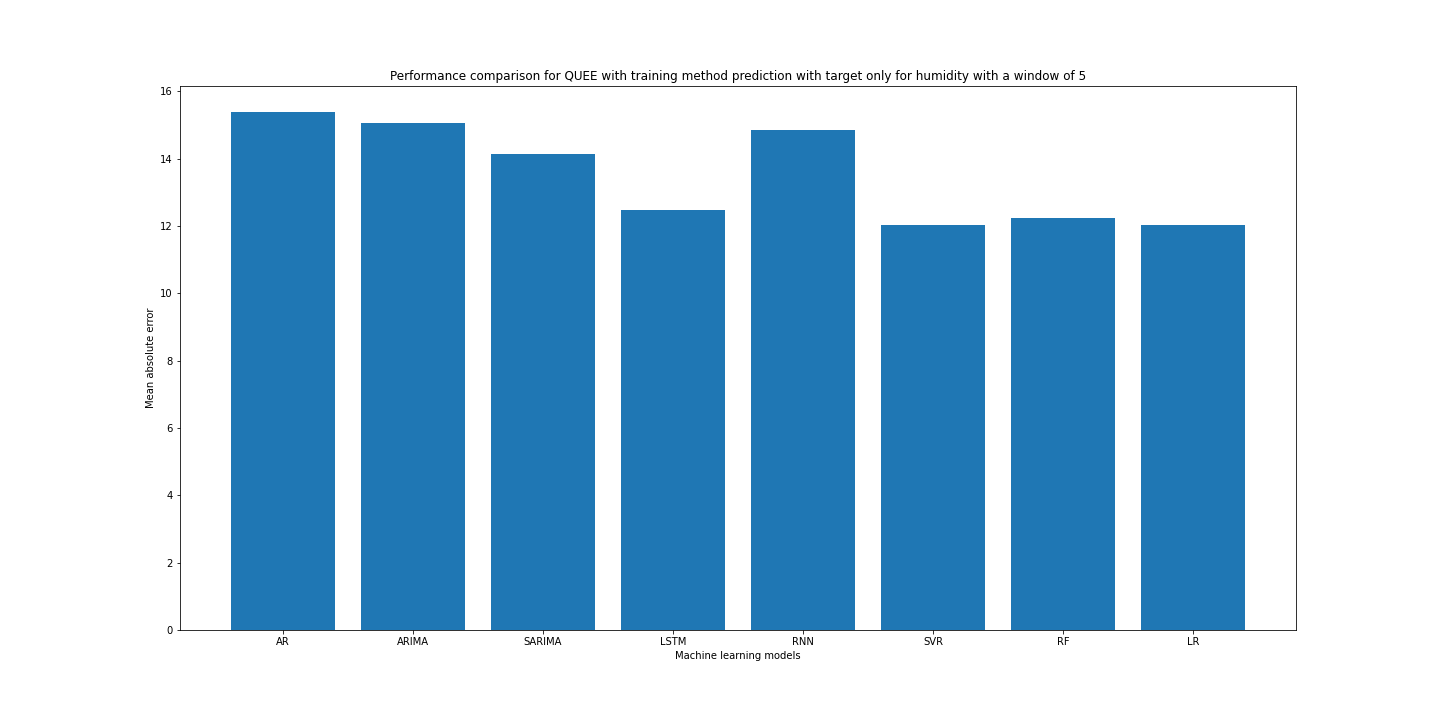 Performance comparison for QUEE with training method prediction with target only for humidity with a window of 5
Mean absolute error
16
14
12
10
8
6
4
2
0
AR ARIMA SARIMA LSTM RNN SVR RF LR
Machine learning models